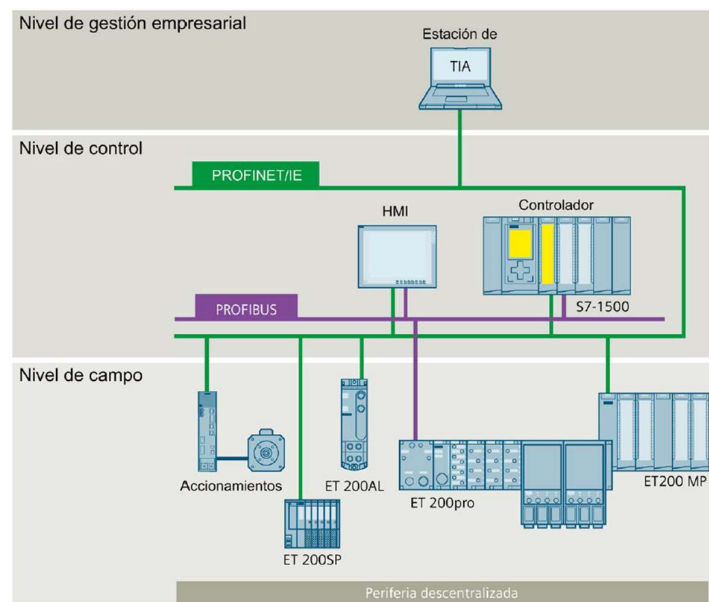 Nivel de gestión empresarial
Estación de
TIA
Nivel de control
PROFINET/IE
HMI
Controlador
PROFIBUS
S7-1500
Nivel de campo
Accionamientos
ET 200AL
ET 200pro
ET200 MP
ET 200SP
Periferia descentralizada